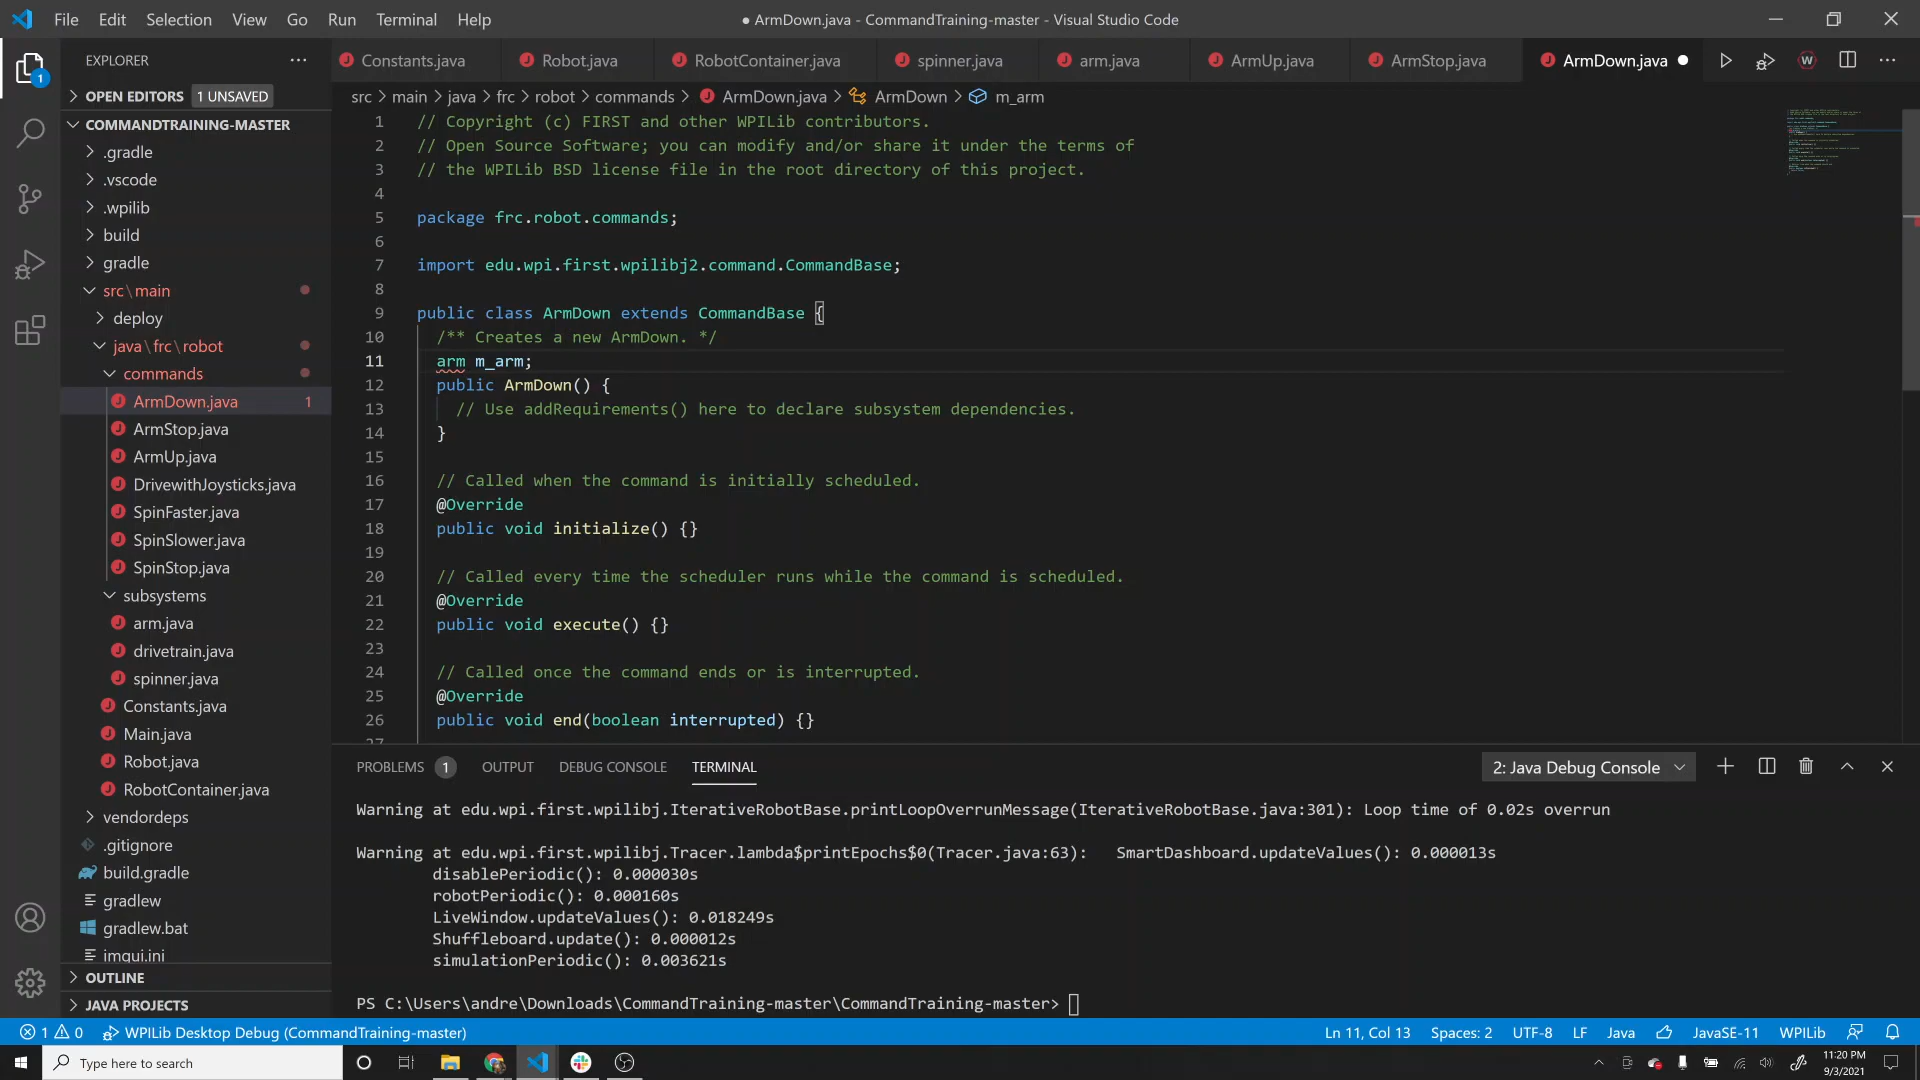 File Edit Selection View Go Run Terminal Help
● ArmDown.java - CommandTraining-master - Visual Studio Code
EXPLORER
Constants.java Robot.java RobotContainer.java spinner.java arm.java ArmUp.java ArmStop.java ArmDown.java
OPEN EDITORS 1 UNSAVED
src > main > java > frc > robot > commands > ArmDown.java > ArmDown > m_arm
COMMANDTRAINING-MASTER
.gradle
.vscode
.wpilib
build
gradle
src\main
deploy
java\frc\robot
commands
ArmDown.java 1
ArmStop.java
ArmUp.java
DrivewithJoysticks.java
SpinFaster.java
SpinSlower.java
SpinStop.java
subsystems
arm.java
drivetrain.java
spinner.java
Constants.java
Main.java
Robot.java
RobotContainer.java
vendordeps
.gitignore
build.gradle
gradlew
gradlew.bat
imgui.ini
OUTLINE
JAVA PROJECTS
1 // Copyright (c) FIRST and other WPILib contributors.
2 // Open Source Software; you can modify and/or share it under the terms of
3 // the WPILib BSD license file in the root directory of this project.
4
5 package frc.robot.commands;
6
7 import edu.wpi.first.wpilibj2.command.CommandBase;
8
9 public class ArmDown extends CommandBase {
10 /** Creates a new ArmDown. */
11 arm m_arm;
12 public ArmDown() {
13 // Use addRequirements() here to declare subsystem dependencies.
14 }
15
16 // Called when the command is initially scheduled.
17 @Override
18 public void initialize() {}
19
20 // Called every time the scheduler runs while the command is scheduled.
21 @Override
22 public void execute() {}
23
24 // Called once the command ends or is interrupted.
25 @Override
26 public void end(boolean interrupted) {}
27
PROBLEMS 1 OUTPUT DEBUG CONSOLE TERMINAL
2: Java Debug Console
Warning at edu.wpi.first.wpilibj.IterativeRobotBase.printLoopOverrunMessage(IterativeRobotBase.java:301): Loop time of 0.02s overrun
Warning at edu.wpi.first.wpilibj.Tracer.lambda$printEpochs$0(Tracer.java:63): SmartDashboard.updateValues(): 0.000013s
disablePeriodic(): 0.000030s
robotPeriodic(): 0.000160s
LiveWindow.updateValues(): 0.018249s
Shuffleboard.update(): 0.000012s
simulationPeriodic(): 0.003621s
PS C:\Users\andre\Downloads\CommandTraining-master\CommandTraining-master>
1 0 WPILib Desktop Debug (CommandTraining-master)
Ln 11, Col 13 Spaces: 2 UTF-8 LF Java JavaSE-11 WPILib
Type here to search
11:20 PM
9/3/2021